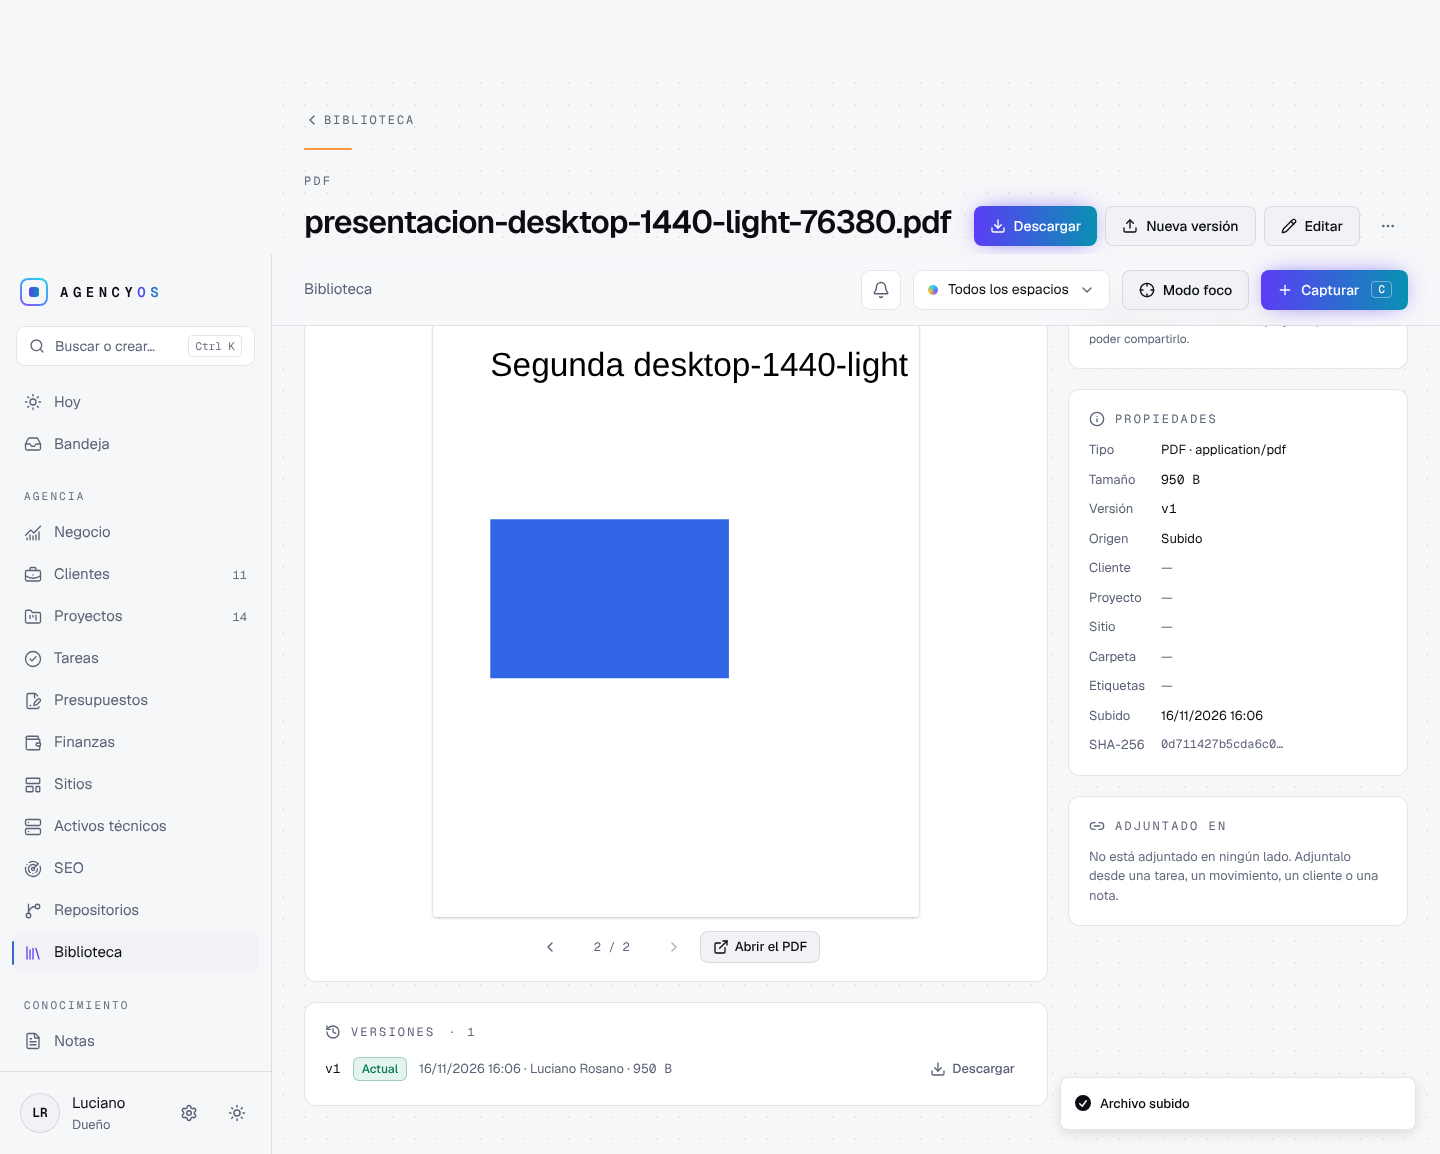 BIBLIOTECA
PDF
presentacion-desktop-1440-light-76380.pdf
Descargar
Nueva versión
Editar
AGENCYOS
Buscar o crear...
Ctrl K
Hoy
Bandeja
AGENCIA
Negocio
Clientes 11
Proyectos 14
Tareas
Presupuestos
Finanzas
Sitios
Activos técnicos
SEO
Repositorios
Biblioteca
CONOCIMIENTO
Notas
LR
Luciano
Dueño
Biblioteca
Todos los espacios
Modo foco
Capturar C
Segunda desktop-1440-light
2 / 2
Abrir el PDF
VERSIONES · 1
v1 Actual 16/11/2026 16:06 · Luciano Rosano · 950 B
Descargar
poder compartirlo.
PROPIEDADES
Tipo PDF · application/pdf
Tamaño 950 B
Versión v1
Origen Subido
Cliente —
Proyecto —
Sitio —
Carpeta —
Etiquetas —
Subido 16/11/2026 16:06
SHA-256 0d711427b5cda6c0…
ADJUNTADO EN
No está adjuntado en ningún lado. Adjuntalo
desde una tarea, un movimiento, un cliente o una
nota.
Archivo subido